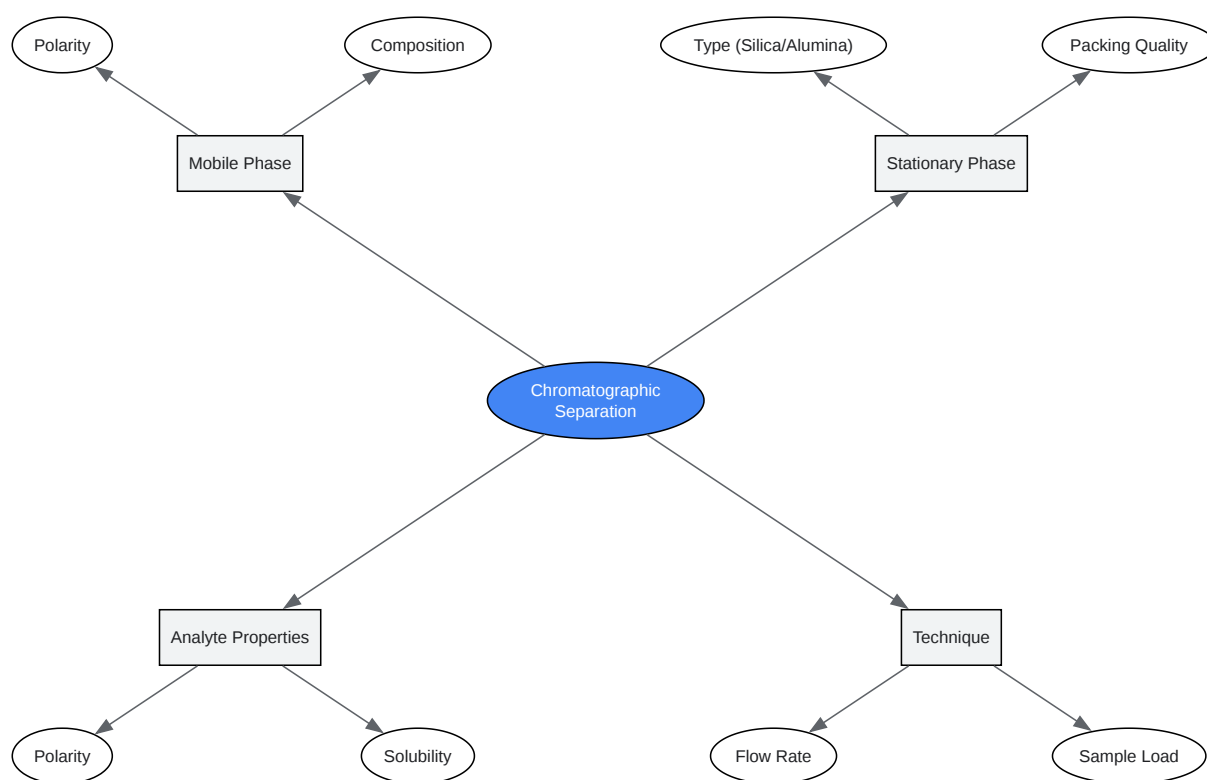 Polarity
Composition
Type (Silica/Alumina)
Packing Quality
Mobile Phase
Stationary Phase
Chromatographic
Separation
Analyte Properties
Technique
Polarity
Solubility
Flow Rate
Sample Load